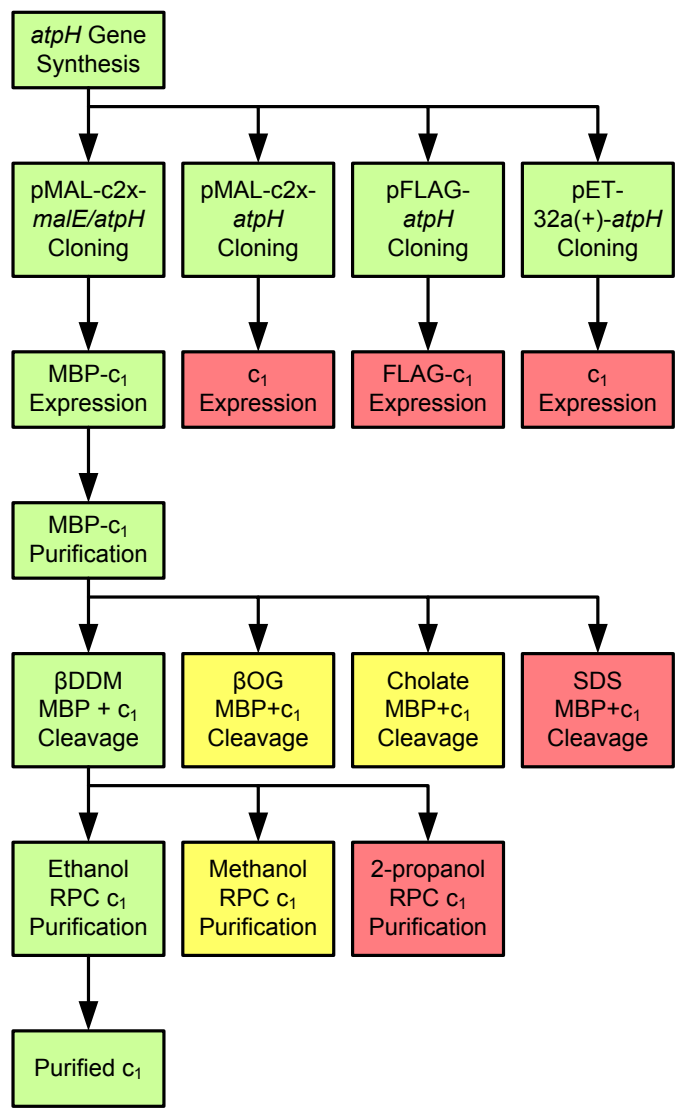 atpH Gene
Synthesis
pMAL-c2x-
malE/atpH
Cloning
pMAL-c2x-
atpH
Cloning
pFLAG-
atpH
Cloning
pET-
32a(+)-atpH
Cloning
MBP-c₁
Expression
c₁
Expression
FLAG-c₁
Expression
c₁
Expression
MBP-c₁
Purification
βDDM
MBP + c₁
Cleavage
βOG
MBP+c₁
Cleavage
Cholate
MBP+c₁
Cleavage
SDS
MBP+c₁
Cleavage
Ethanol
RPC c₁
Purification
Methanol
RPC c₁
Purification
2-propanol
RPC c₁
Purification
Purified c₁